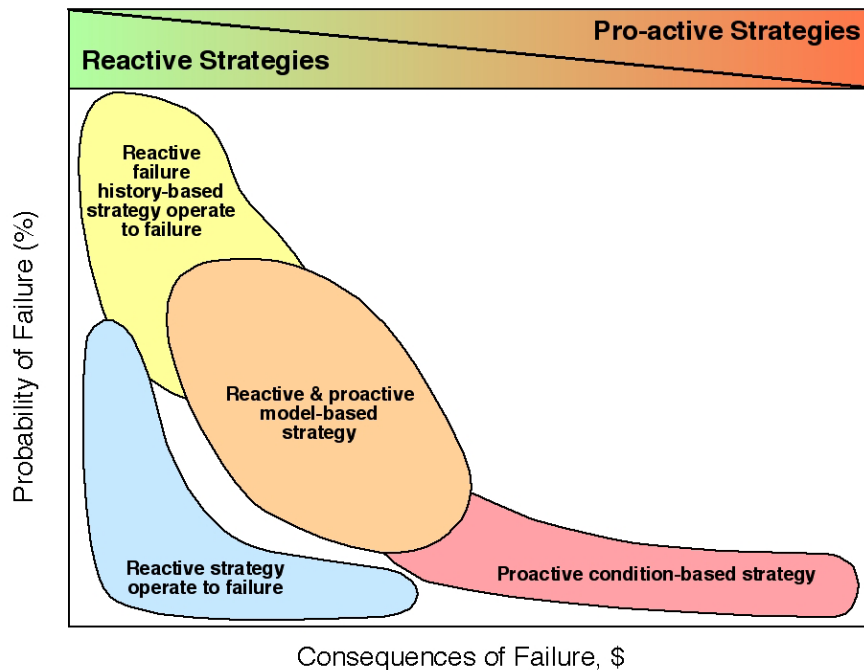 Pro-active Strategies
Reactive Strategies
Reactive
failure
history-based
strategy operate
to failure
Reactive & proactive
model-based
strategy
Reactive strategy
operate to failure
Proactive condition-based strategy
Probability of Failure (%)
Consequences of Failure, $